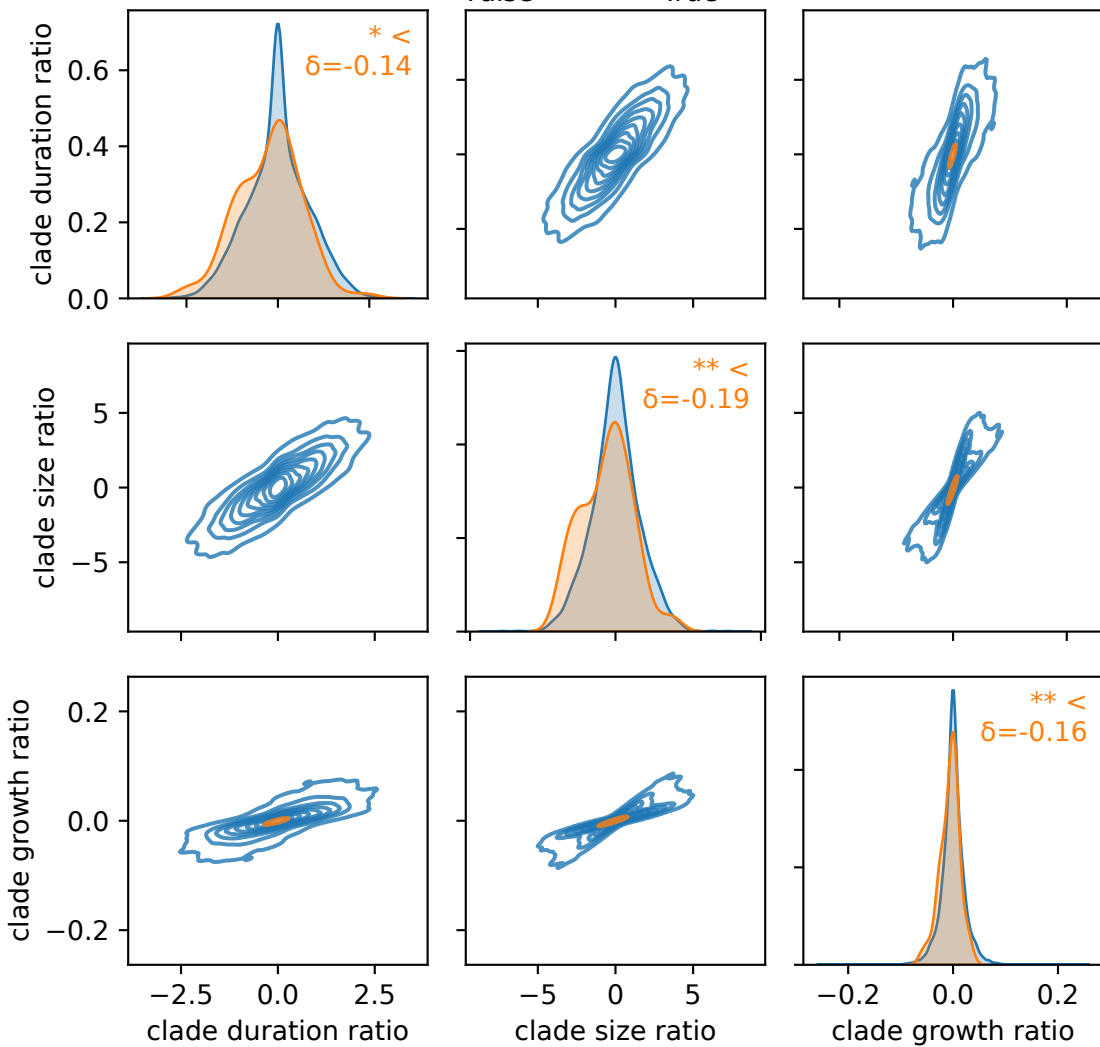 clade duration ratio
0.6
0.4
0.2
0.0
* <
δ=-0.14
clade size ratio
5
0
−5
** <
δ=-0.19
clade growth ratio
0.2
0.0
−0.2
** <
δ=-0.16
−2.5 0.0 2.5
−5 0 5
−0.2 0.0 0.2
clade duration ratio
clade size ratio
clade growth ratio